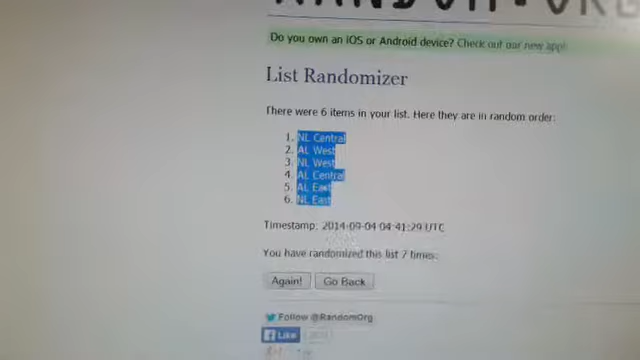 RANDOM.ORG
Do you own an iOS or Android device? Check out our new app!
List Randomizer
There were 6 items in your list. Here they are in random order:
1. NL Central
2. AL West
3. NL West
4. AL Central
5. AL East
6. NL East
Timestamp: 2014-09-04 04:41:29 UTC
You have randomized this list 7 times.
Again!
Go Back
Follow @RandomOrg
Like